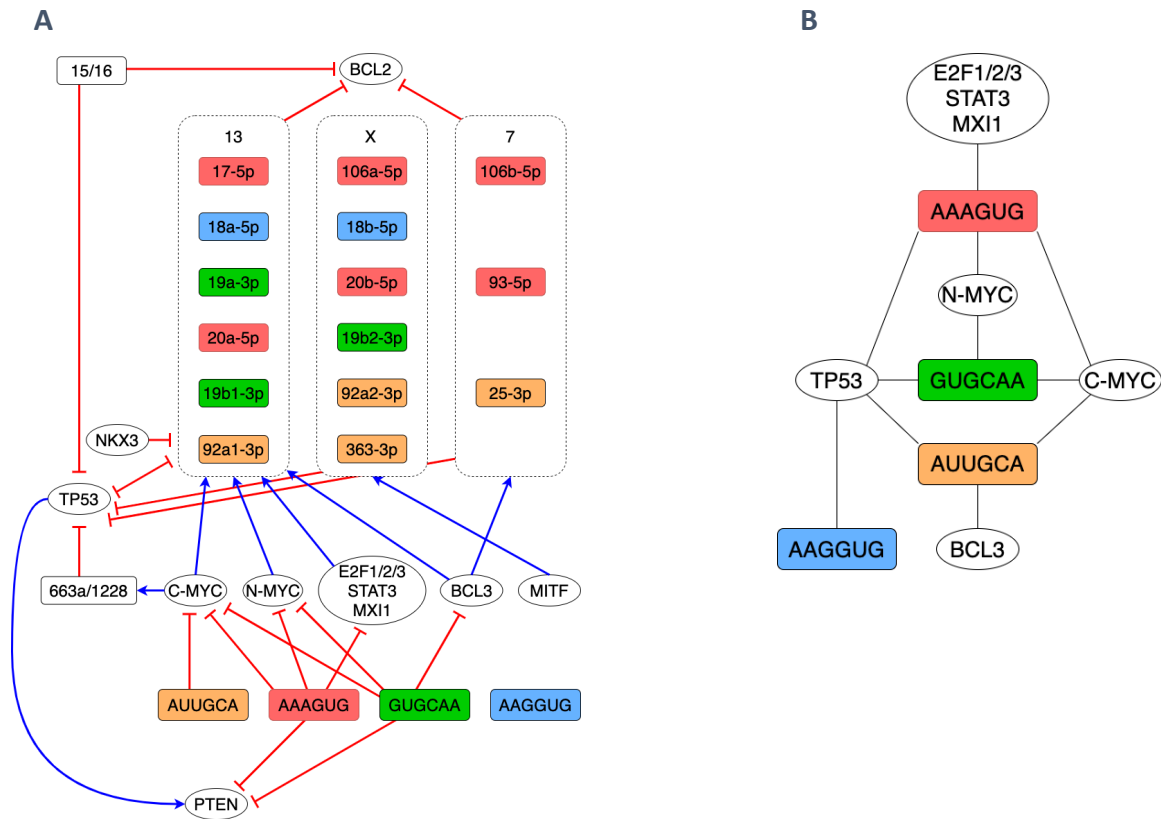 A
B
15/16
BCL2
13
X
7
17-5p
106a-5p
106b-5p
18a-5p
18b-5p
19a-3p
20b-5p
93-5p
20a-5p
19b2-3p
19b1-3p
92a2-3p
25-3p
NKX3
92a1-3p
363-3p
TP53
663a/1228
C-MYC
N-MYC
E2F1/2/3
STAT3
MXI1
BCL3
MITF
AUUGCA
AAAGUG
GUGCAA
AAGGUG
PTEN
E2F1/2/3
STAT3
MXI1
AAAGUG
N-MYC
TP53
GUGCAA
C-MYC
AUUGCA
AAGGUG
BCL3